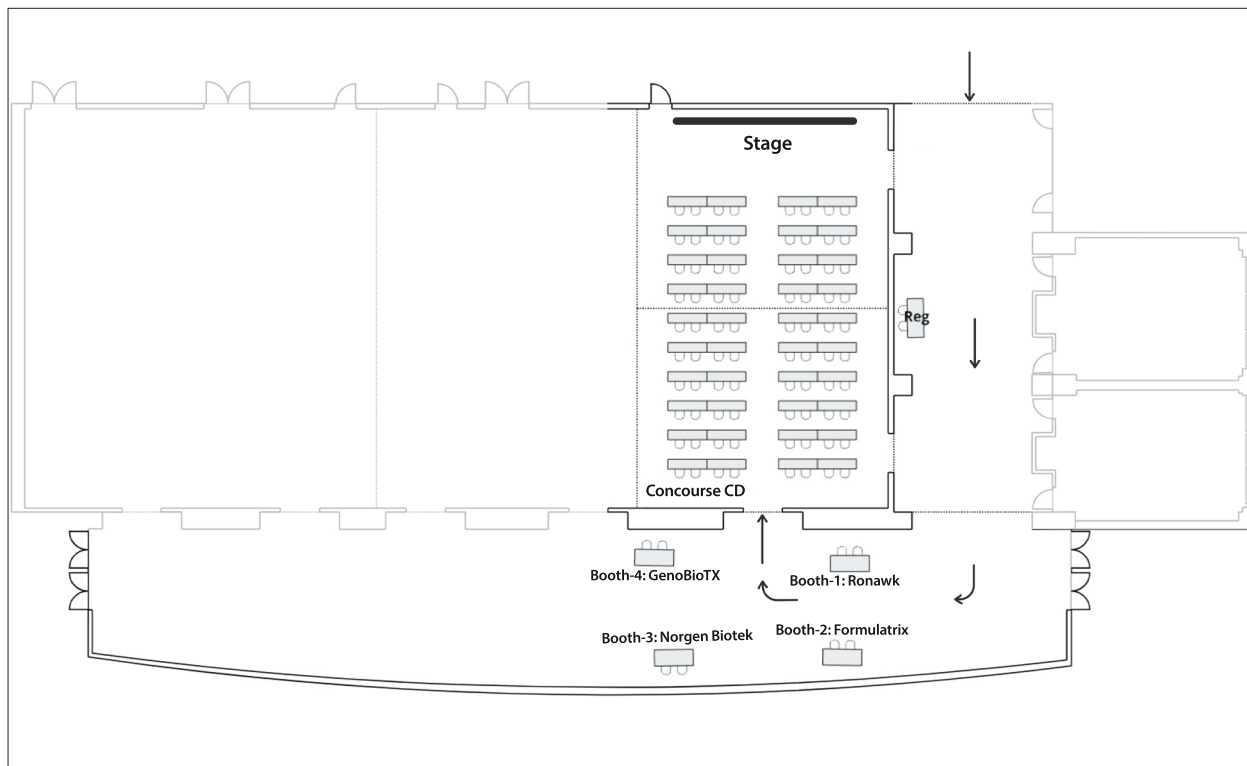 Stage
Reg
Concourse CD
Booth-4: GenoBioTX
Booth-1: Ronawk
Booth-3: Norgen Biotek
Booth-2: Formulatrix